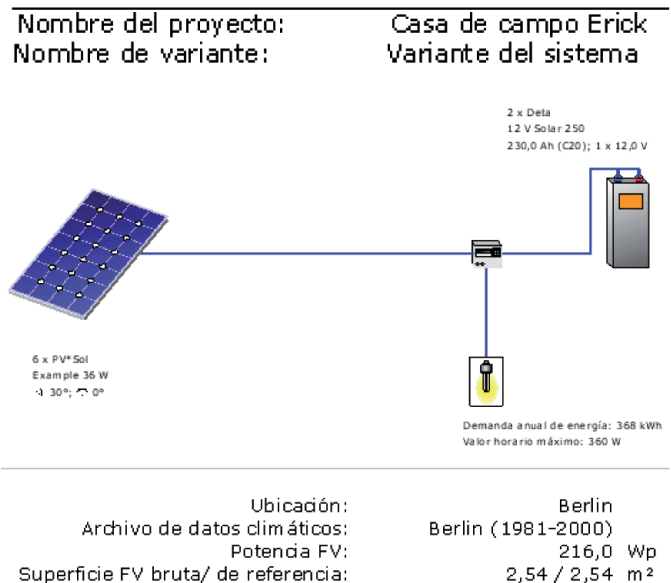 Nombre del proyecto: Casa de campo Erick
Nombre de variante: Variante del sistema
2 x Deta
12 V Solar 250
230,0 Ah (C20); 1 x 12,0 V
6 x PV*Sol
Example 36 W
30°; 0°
Demanda anual de energía: 368 kWh
Valor horario máximo: 360 W
Ubicación: Berlin
Archivo de datos climáticos: Berlin (1981-2000)
Potencia FV: 216,0 Wp
Superficie FV bruta/ de referencia: 2,54 / 2,54 m²